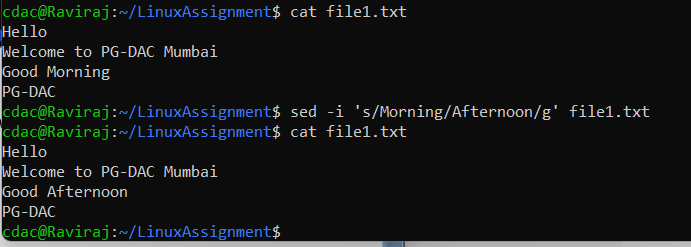 cdac@Raviraj:~/LinuxAssignment$ cat file1.txt
Hello
Welcome to PG-DAC Mumbai
Good Morning
PG-DAC
cdac@Raviraj:~/LinuxAssignment$ sed -i 's/Morning/Afternoon/g' file1.txt
cdac@Raviraj:~/LinuxAssignment$ cat file1.txt
Hello
Welcome to PG-DAC Mumbai
Good Afternoon
PG-DAC
cdac@Raviraj:~/LinuxAssignment$